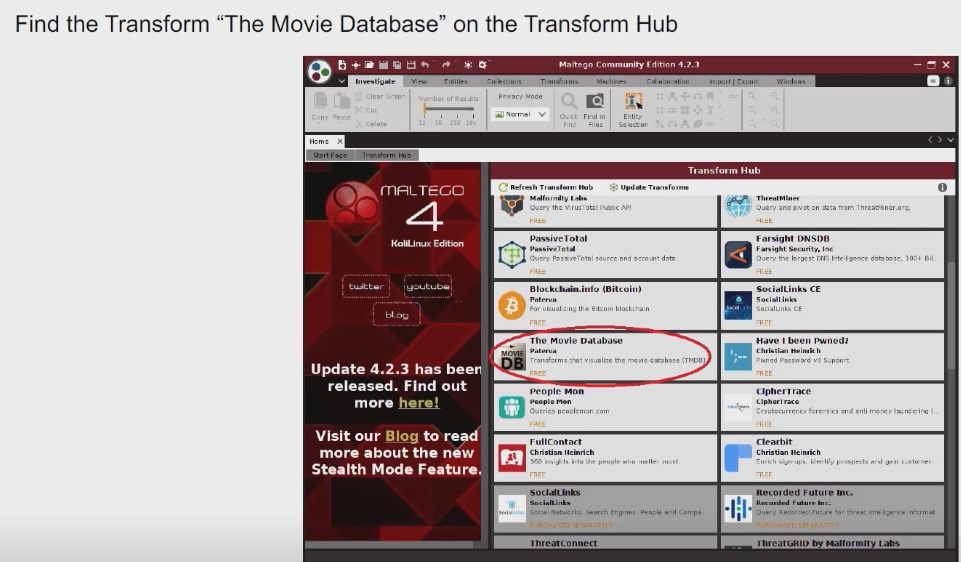 Find the Transform “The Movie Database” on the Transform Hub
Maltego Community Edition 4.2.3
Investigate View Entities Collections Transforms Machines Collaboration Import | Export Windows
Copy Paste
Clear Graph
Cut
Delete
Number of Results
12 50 256 10k
Privacy Mode
Normal
Quick Find
Find in Files
Entity Selection
Home X
Start Page Transform Hub
MALTEGO
4
KaliLinux Edition
twitter youtube
blog
Update 4.2.3 has been
released. Find out
more here!
Visit our Blog to read
more about the new
Stealth Mode Feature.
Transform Hub
Refresh Transform Hub Update Transforms
Malformity Labs
Query the VirusTotal Public API
FREE
ThreatMiner
Query and pivot on data from ThreatMiner.org.
FREE
PassiveTotal
PassiveTotal
Query PassiveTotal source and account data.
FREE
Farsight DNSDB
Farsight Security, Inc
Query the largest DNS Intelligence database, 100+ Bil...
FREE
Blockchain.info (Bitcoin)
Paterva
For visualizing the Bitcoin blockchain.
FREE
SocialLinks CE
SocialLinks
SocialLinks CE
FREE
MOVIE
DB
The Movie Database
Paterva
Transforms that visualize the movie database (TMDB)
FREE
Have I been Pwned?
Christian Heinrich
Pwned Password v3 Support
FREE
People Mon
People Mon
Queries peoplemon.com
FREE
CipherTrace
CipherTrace
Cryptocurrency forensics and anti money laundering I...
FREE
FullContact
Christian Heinrich
360 insights into the people who matter most.
FREE
Clearbit
Christian Heinrich
Enrich sign-ups, identify prospects and gain customer ...
FREE
SocialLinks
SocialLinks
Social Networks, Search Engines, People and Compa...
PURCHASED SEPARATELY
Recorded Future Inc.
Recorded Future Inc.
Query Recorded Future for threat intelligence informat...
PURCHASED SEPARATELY
ThreatConnect
ThreatGRID by Malformity Labs